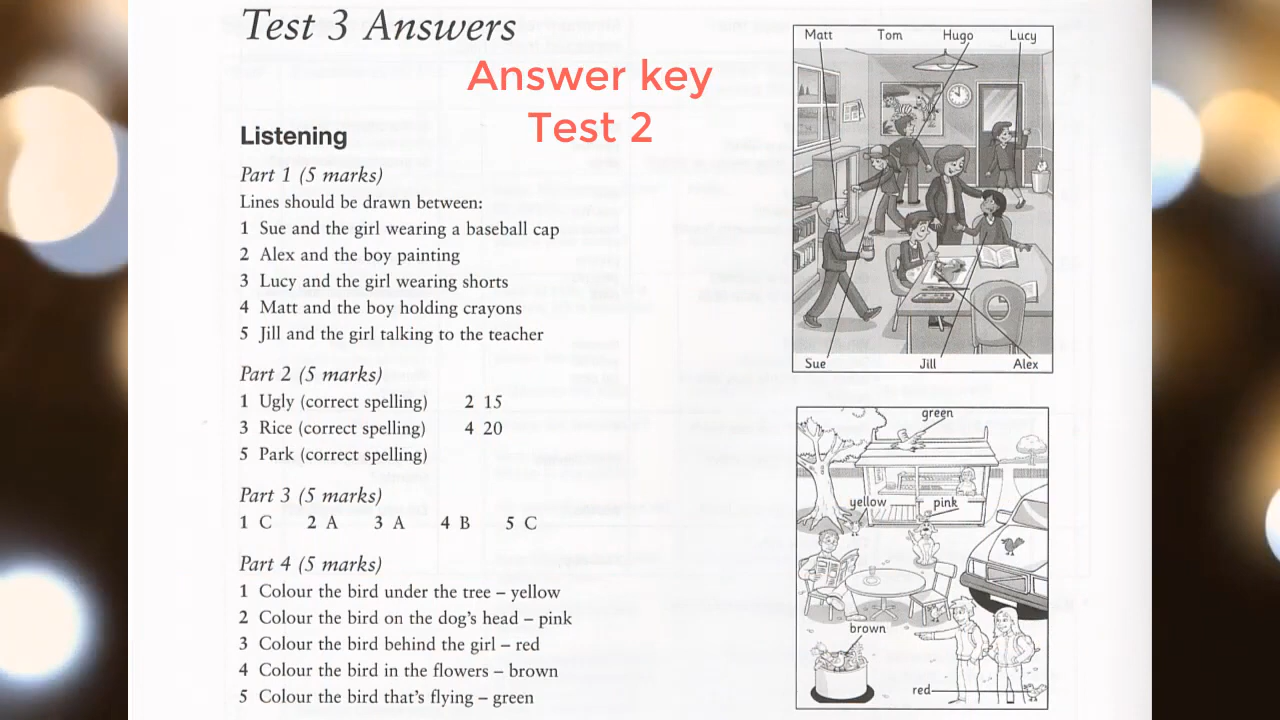 Test 3 Answers
Answer key
Test 2
Listening
Part 1 (5 marks)
Lines should be drawn between:
1 Sue and the girl wearing a baseball cap
2 Alex and the boy painting
3 Lucy and the girl wearing shorts
4 Matt and the boy holding crayons
5 Jill and the girl talking to the teacher
Part 2 (5 marks)
1 Ugly (correct spelling) 2 15
3 Rice (correct spelling) 4 20
5 Park (correct spelling)
Part 3 (5 marks)
1 C 2 A 3 A 4 B 5 C
Part 4 (5 marks)
1 Colour the bird under the tree – yellow
2 Colour the bird on the dog's head – pink
3 Colour the bird behind the girl – red
4 Colour the bird in the flowers – brown
5 Colour the bird that's flying – green
Matt Tom Hugo Lucy
Sue Jill Alex
green
yellow pink
brown
red